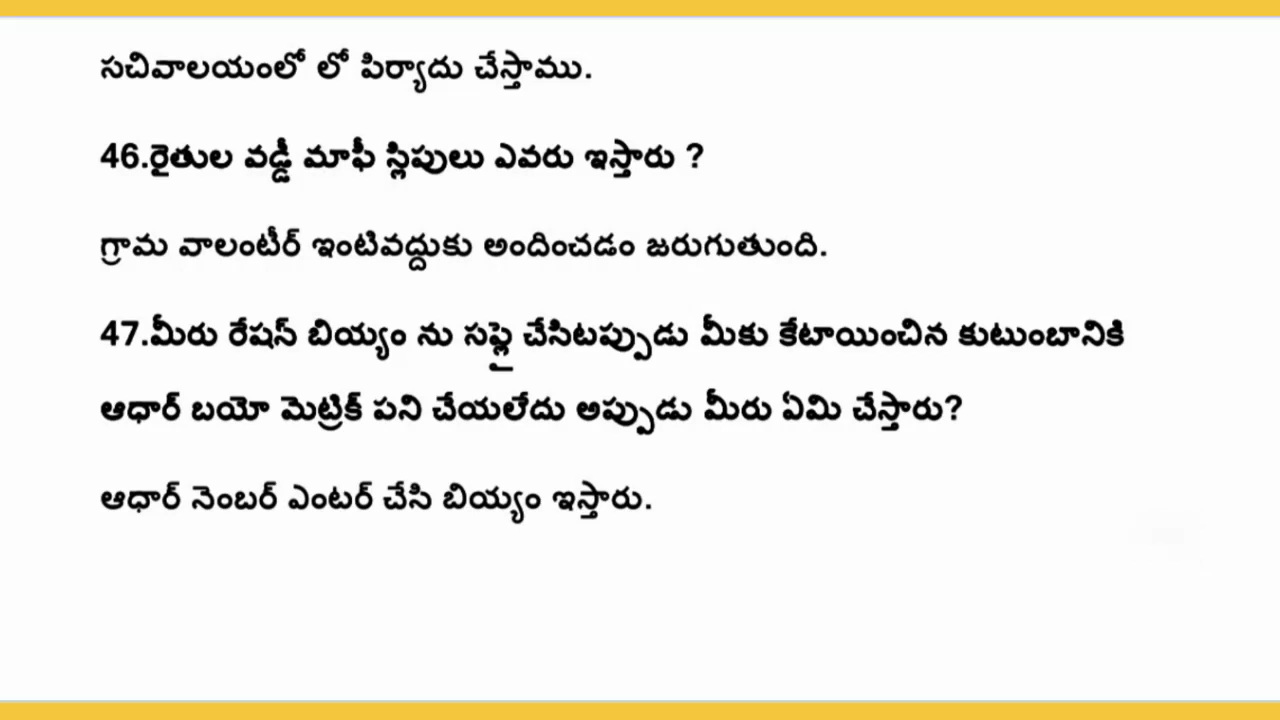 సచివాలయంలో లో పిర్యాదు చేస్తాము.
46.రైతుల వడ్డీ మాఫీ స్లిపులు ఎవరు ఇస్తారు ?
గ్రామ వాలంటీర్ ఇంటివద్దుకు అందించడం జరుగుతుంది.
47.మీరు రేషన్ బియ్యం ను సప్లై చేసిటప్పుడు మీకు కేటాయించిన కుటుంబానికి
ఆధార్ బయో మెట్రిక్ పని చేయలేదు అప్పుడు మీరు ఏమి చేస్తారు?
ఆధార్ నెంబర్ ఎంటర్ చేసి బియ్యం ఇస్తారు.